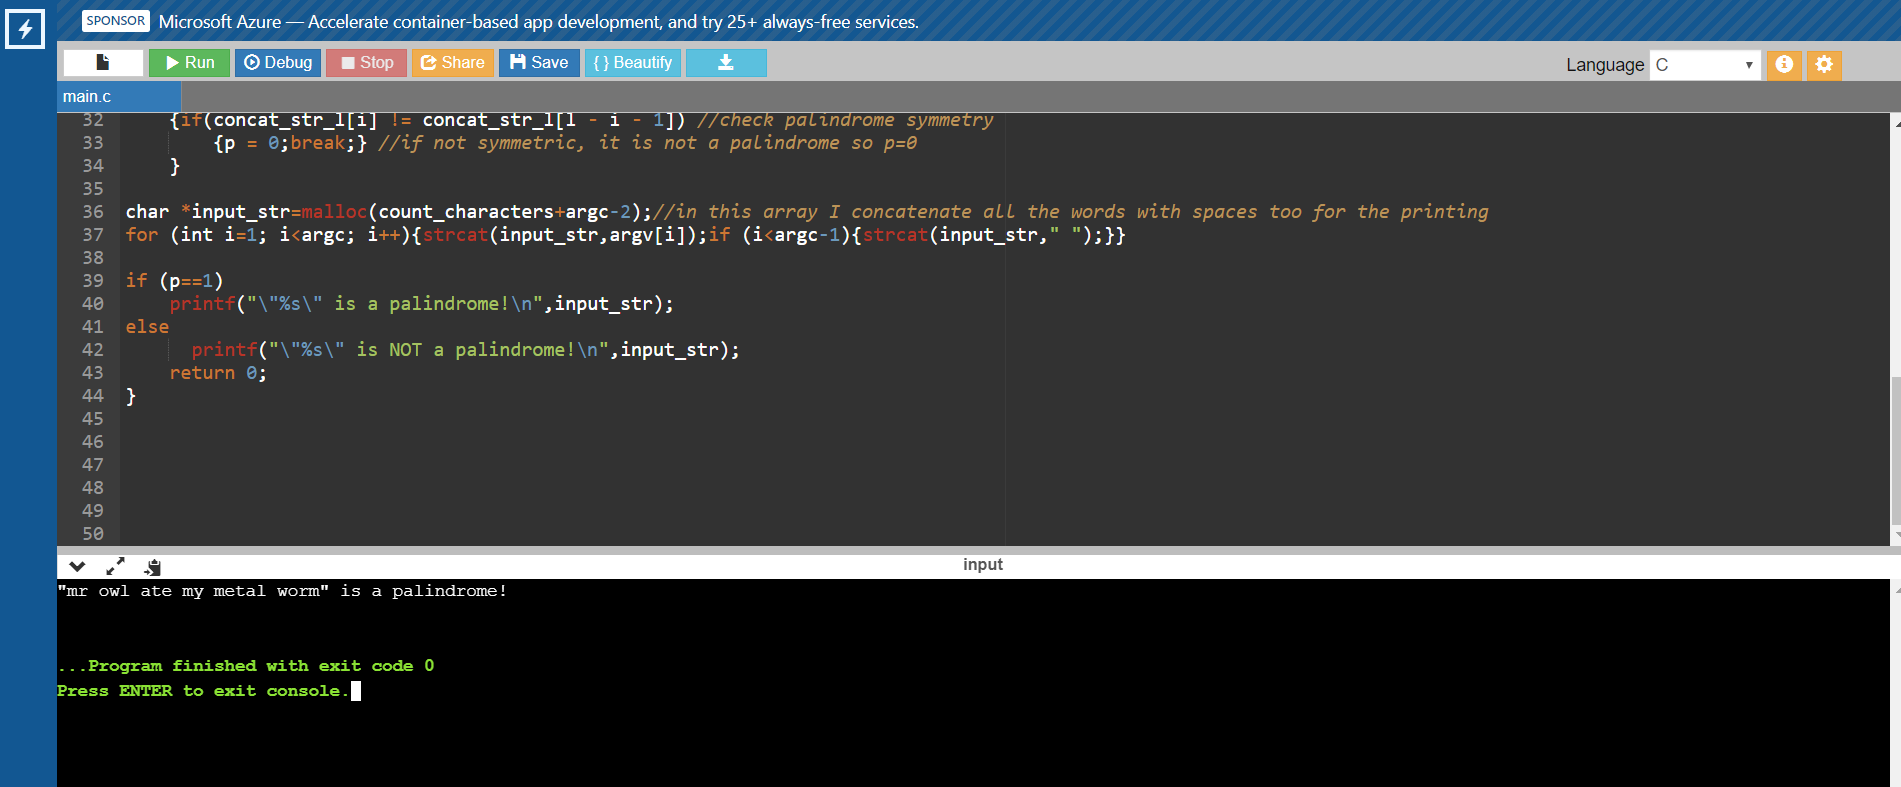 SPONSOR Microsoft Azure — Accelerate container-based app development, and try 25+ always-free services.
Run Debug Stop Share Save { } Beautify Language C
main.c
32 {if(concat_str_l[i] != concat_str_l[l - i - 1]) //check palindrome symmetry
33 {p = 0;break;} //if not symmetric, it is not a palindrome so p=0
34 }
35
36 char *input_str=malloc(count_characters+argc-2);//in this array I concatenate all the words with spaces too for the printing
37 for (int i=1; i<argc; i++){strcat(input_str,argv[i]);if (i<argc-1){strcat(input_str," ");}}
38
39 if (p==1)
40 printf("\"%s\" is a palindrome!\n",input_str);
41 else
42 printf("\"%s\" is NOT a palindrome!\n",input_str);
43 return 0;
44 }
45
46
47
48
49
50
input
"mr owl ate my metal worm" is a palindrome!
...Program finished with exit code 0
Press ENTER to exit console.